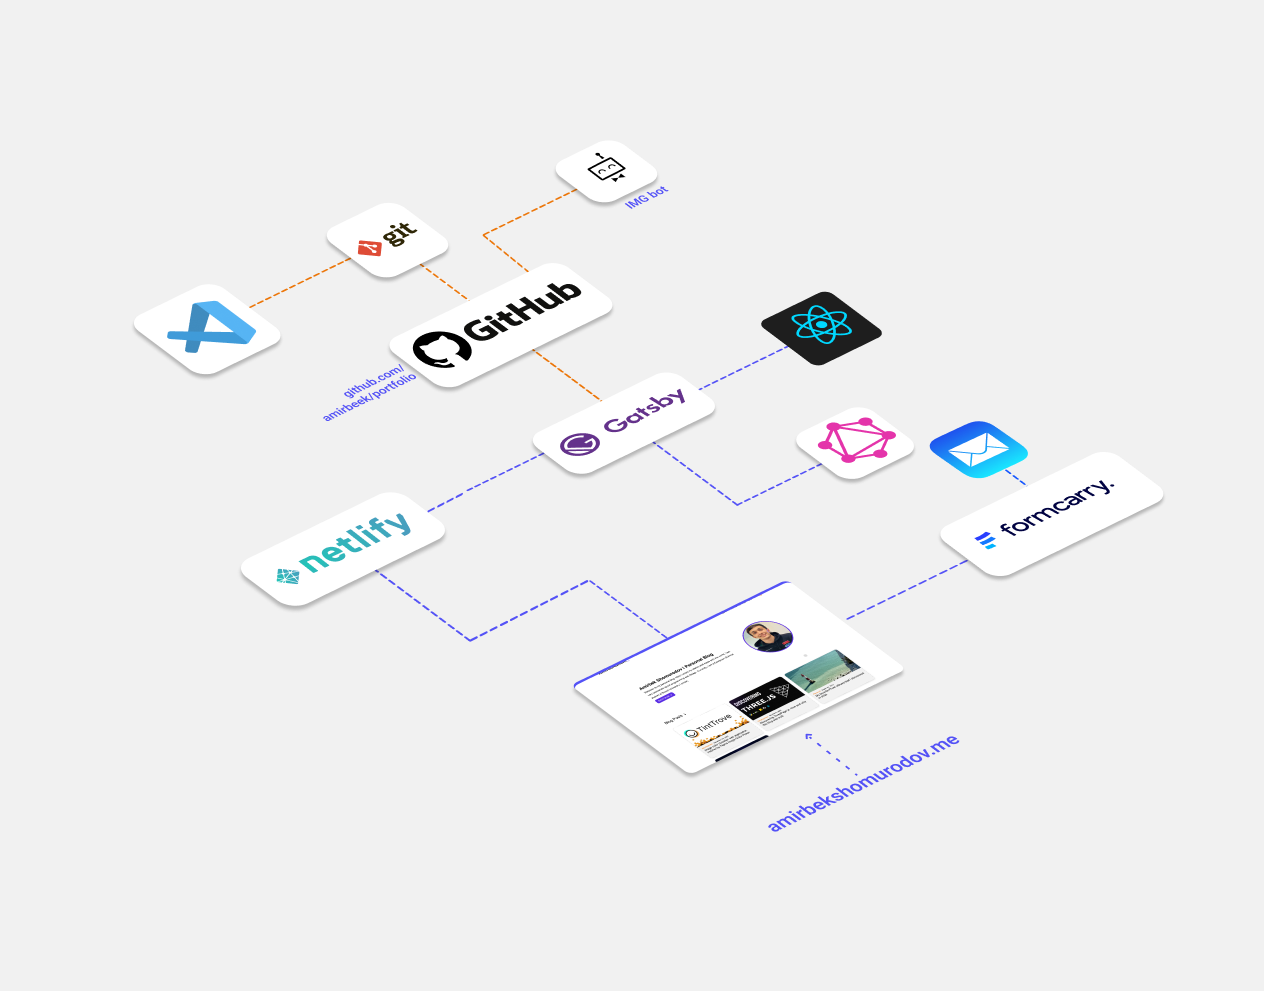 IMG bot
git
GitHub
github.com/
amirbeek/portfolio
Gatsby
formcarry.
netlify
Amirbek Shomurodov | Personal Blog
Blog Posts
DISCOVERING
THREE.JS
TintTrove
amirbekshomurodov.me